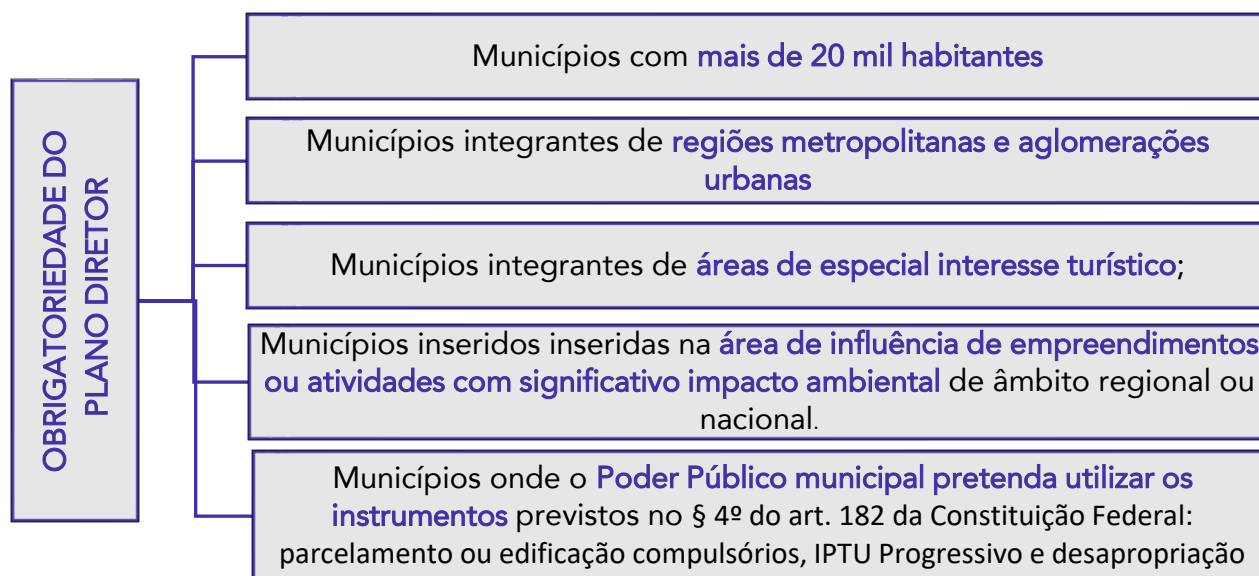 OBRIGATORIEDADE DO
PLANO DIRETOR
Municípios com mais de 20 mil habitantes
Municípios integrantes de regiões metropolitanas e aglomerações
urbanas
Municípios integrantes de áreas de especial interesse turístico;
Municípios inseridos inseridas na área de influência de empreendimentos
ou atividades com significativo impacto ambiental de âmbito regional ou
nacional.
Municípios onde o Poder Público municipal pretenda utilizar os
instrumentos previstos no § 4º do art. 182 da Constituição Federal:
parcelamento ou edificação compulsórios, IPTU Progressivo e desapropriação